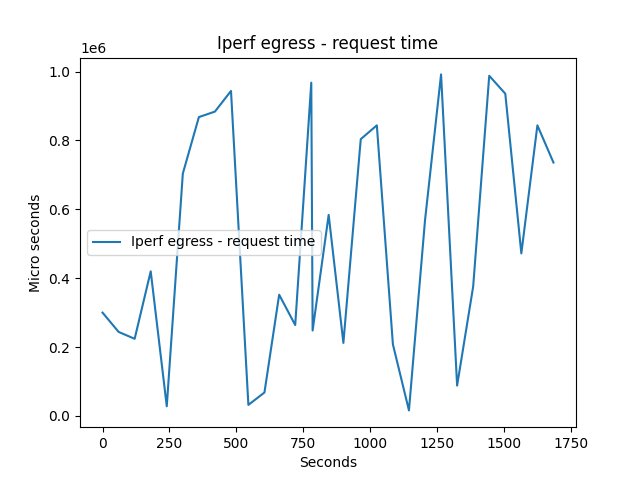 Iperf egress - request time
1e6
1.0
0.8
0.6
0.4
0.2
0.0
Micro seconds
Iperf egress - request time
0 250 500 750 1000 1250 1500 1750
Seconds